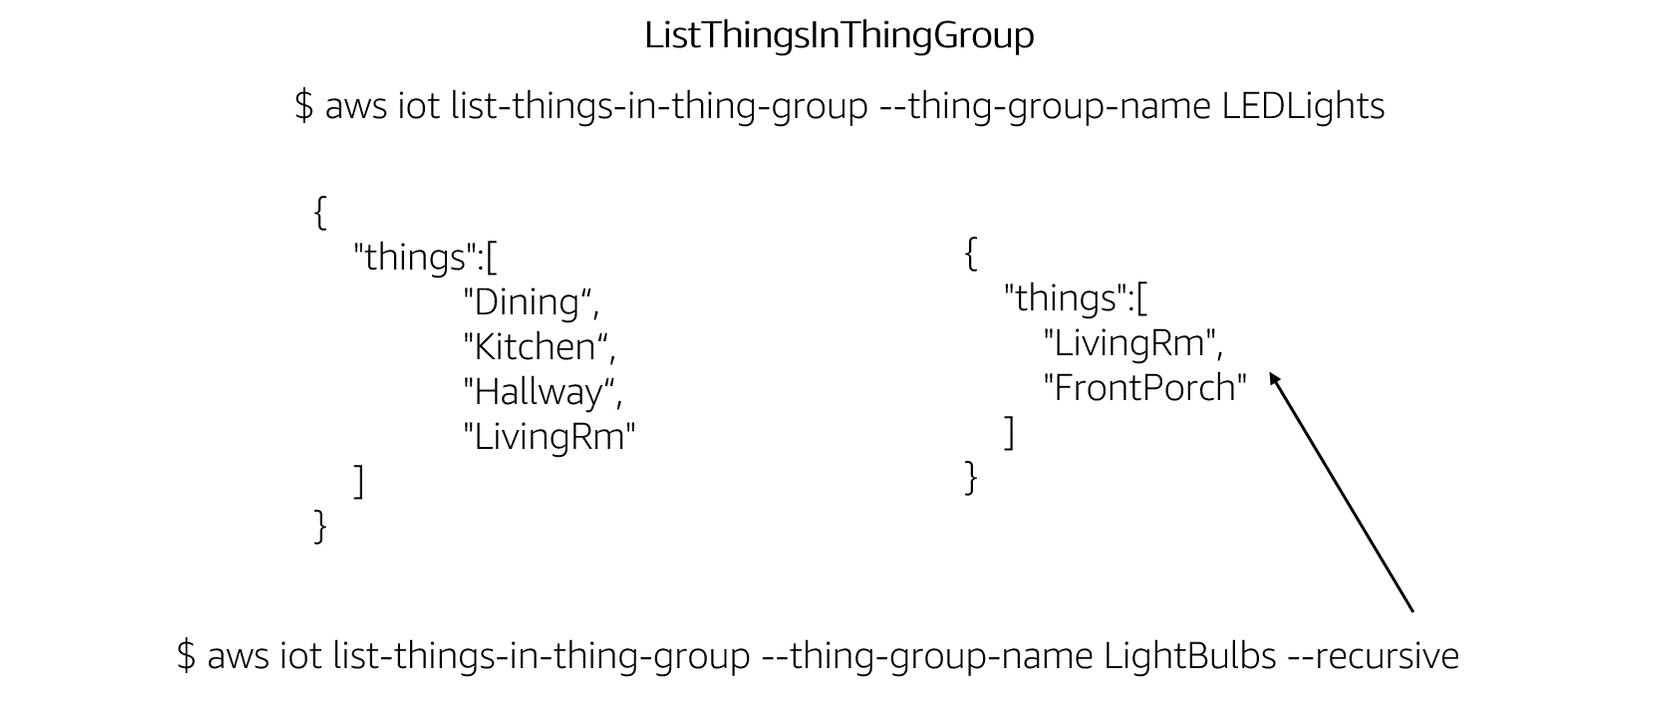 ListThingsInThingGroup
$ aws iot list-things-in-thing-group --thing-group-name LEDLights
{
"things":[
"Dining“,
"Kitchen“,
"Hallway“,
"LivingRm"
]
}
{
"things":[
"LivingRm",
"FrontPorch"
]
}
$ aws iot list-things-in-thing-group --thing-group-name LightBulbs --recursive